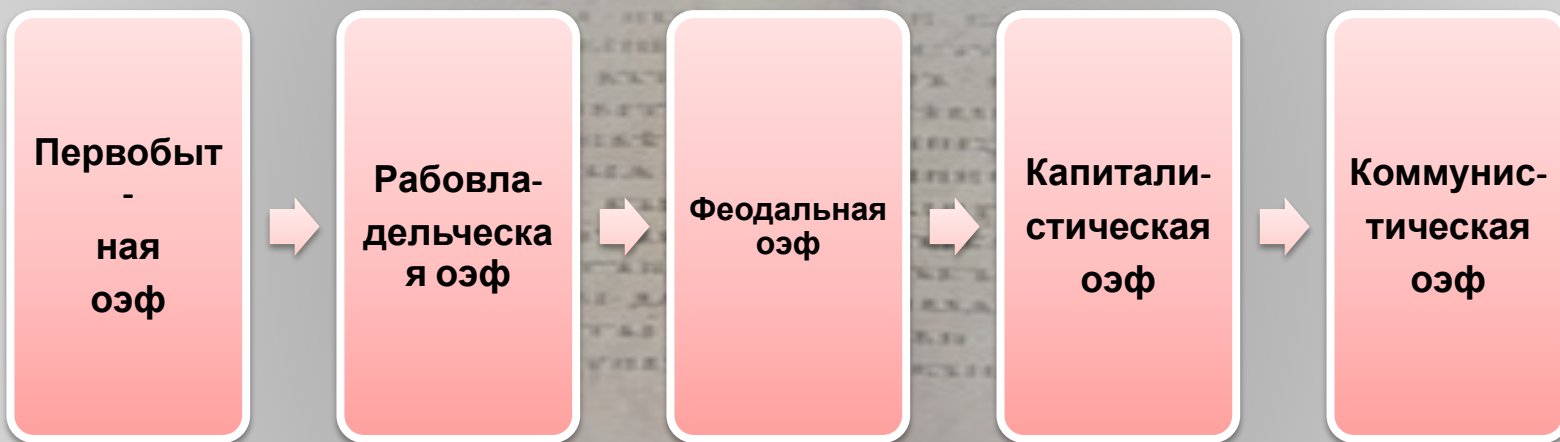 Первобыт
-
ная
оэф
Рабовла-
дельческа
я оэф
Феодальная
оэф
Капитали-
стическая
оэф
Коммунис-
тическая
оэф